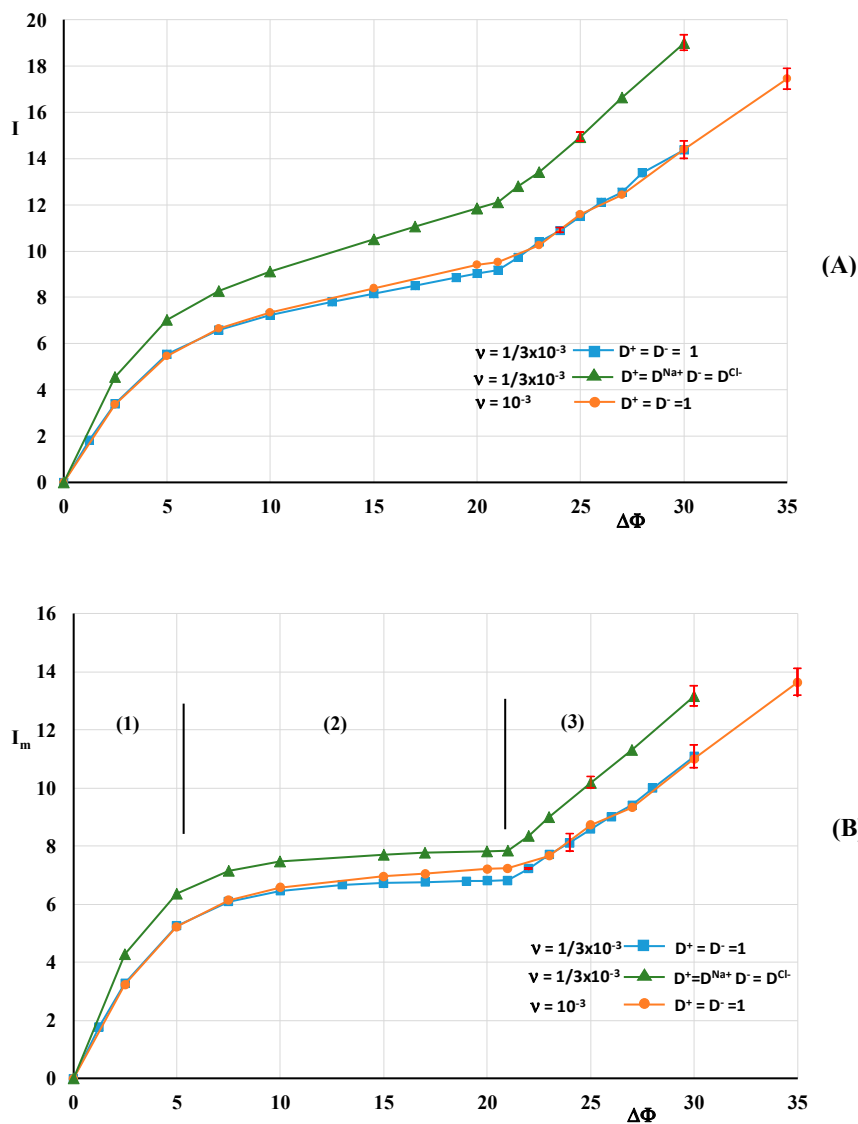 20
18
16
14
12
10
8
6
4
2
0
I
(A)
ν = 1/3x10⁻³ D⁺ = D⁻ = 1
ν = 1/3x10⁻³ D⁺= D^Na+ D⁻ = D^Cl-
ν = 10⁻³ D⁺ = D⁻ =1
0 5 10 15 20 25 30 35
ΔΦ
16
14
12
10
8
6
4
2
0
I_m
(1) (2) (3)
(B
ν = 1/3x10⁻³ D⁺ = D⁻ =1
ν = 1/3x10⁻³ D⁺=D^Na+ D⁻ = D^Cl-
ν = 10⁻³ D⁺ = D⁻ =1
0 5 10 15 20 25 30 35
ΔΦ